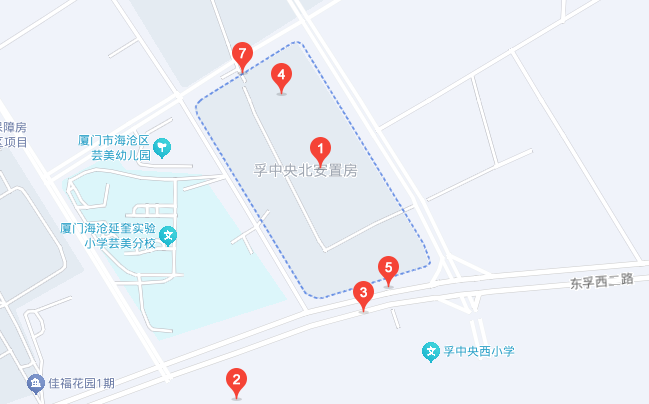 7
4
保障房
区项目
厦门市海沧区
芸美幼儿园
1
孚中央北安置房
厦门海沧延奎实验
小学芸美分校
5
3
东孚西二路
孚中央西小学
2
佳福花园1期